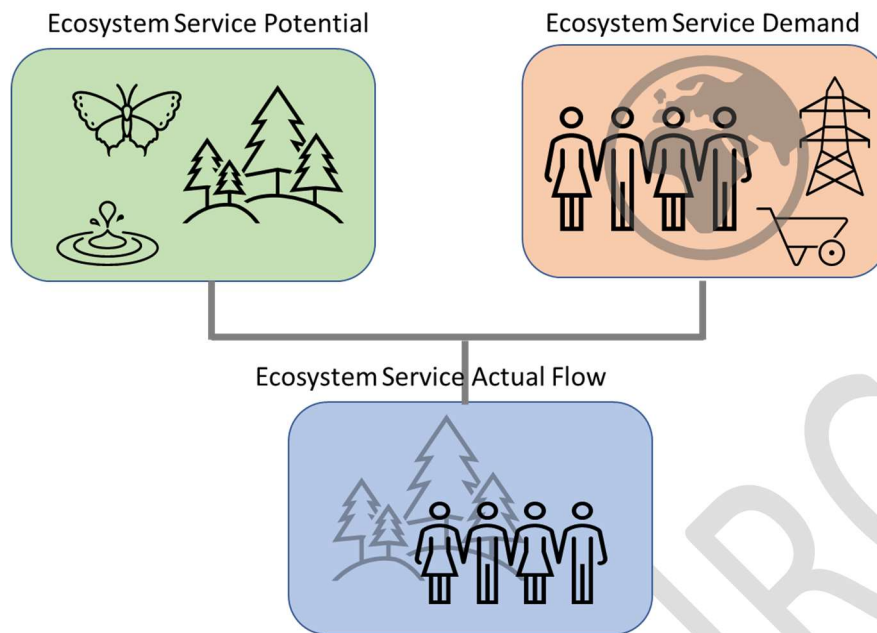 Ecosystem Service Potential
Ecosystem Service Demand
Ecosystem Service Actual Flow